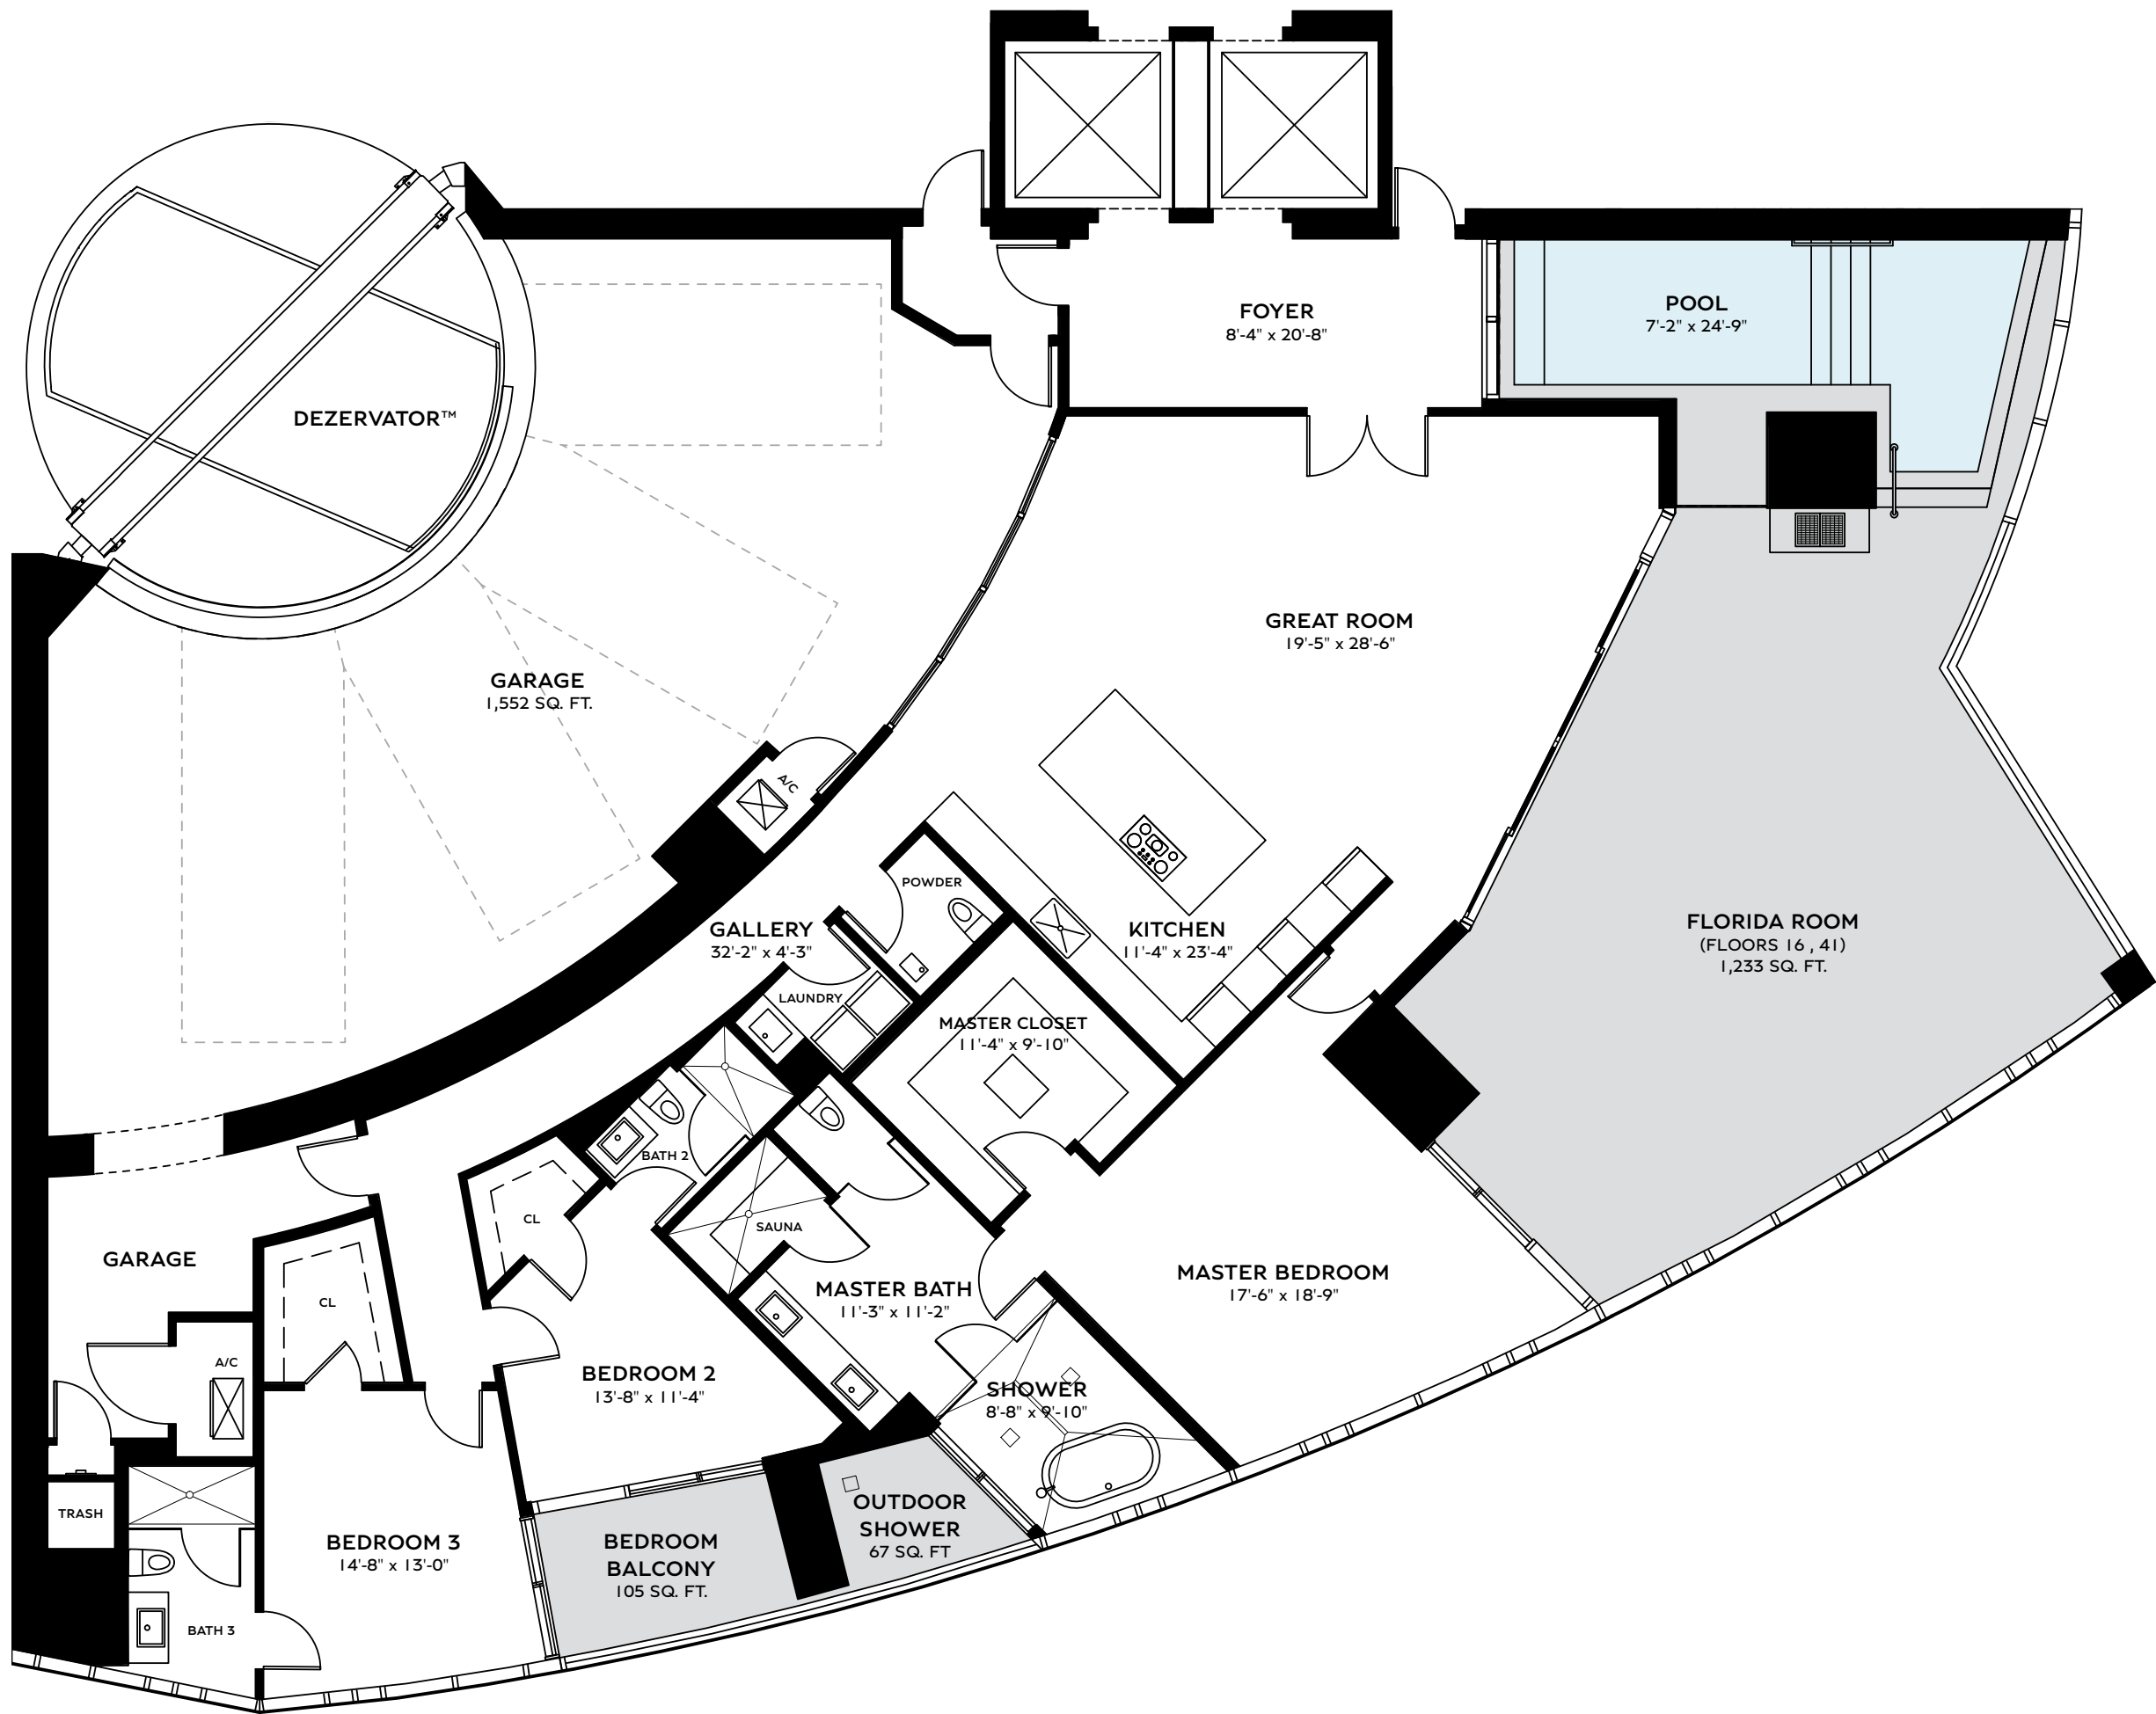 FOYER
8'-4" x 20'-8"
POOL
7'-2" x 24'-9"
DEZERVATOR™
GREAT ROOM
19'-5" x 28'-6"
GARAGE
1,552 SQ. FT.
A/C
POWDER
GALLERY
32'-2" x 4'-3"
KITCHEN
11'-4" x 23'-4"
FLORIDA ROOM
(FLOORS 16 , 41)
1,233 SQ. FT.
LAUNDRY
MASTER CLOSET
11'-4" x 9'-10"
BATH 2
CL
SAUNA
GARAGE
CL
MASTER BATH
11'-3" x 11'-2"
MASTER BEDROOM
17'-6" x 18'-9"
A/C
BEDROOM 2
13'-8" x 11'-4"
SHOWER
8'-8" x 9'-10"
TRASH
BEDROOM 3
14'-8" x 13'-0"
BEDROOM
BALCONY
105 SQ. FT.
OUTDOOR
SHOWER
67 SQ. FT
BATH 3